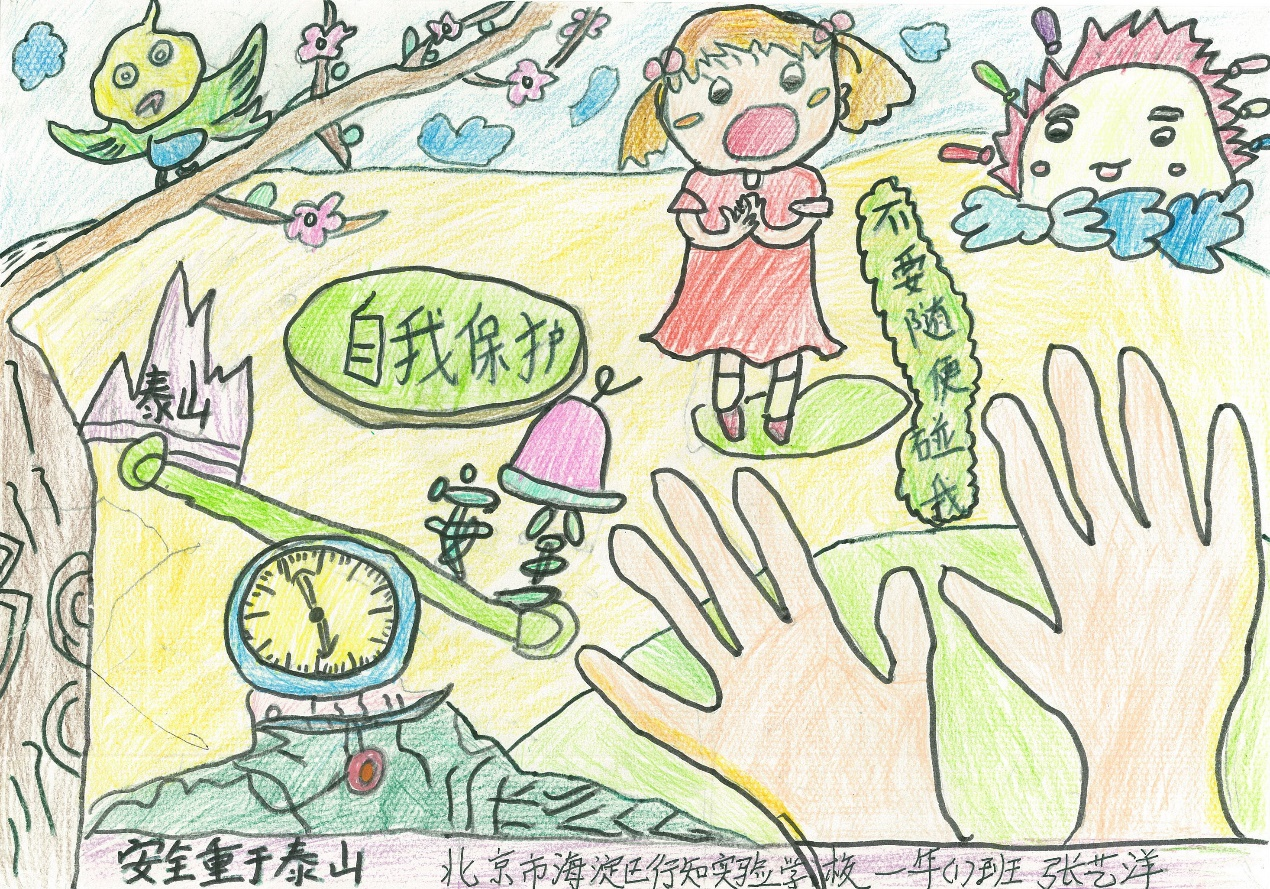 自我保护
不要随便碰我
泰山
安全
安全重于泰山 北京市海淀区行知实验学校 一年(1)班 张艺洋